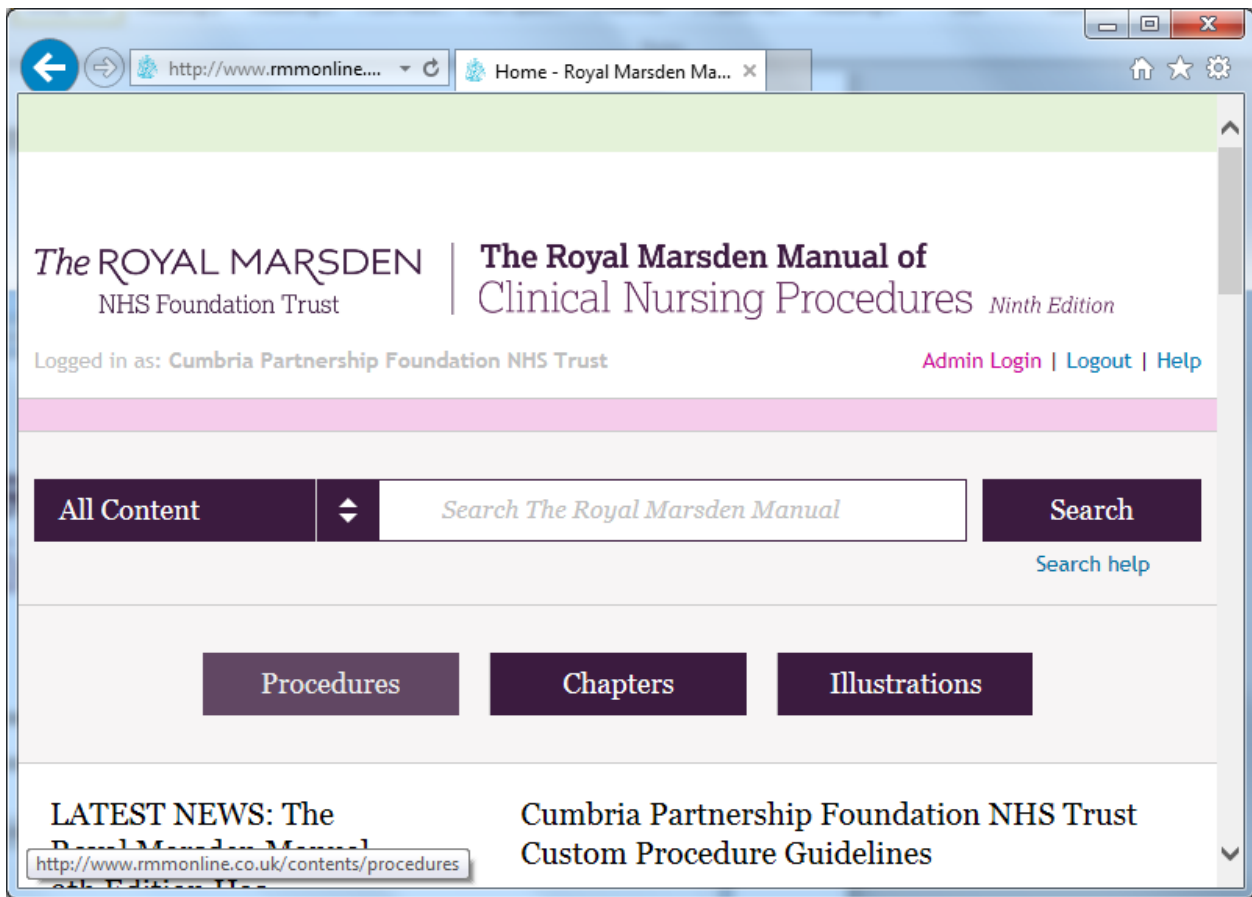 http://www.rmmonline....
Home - Royal Marsden Ma...
The ROYAL MARSDEN
NHS Foundation Trust
The Royal Marsden Manual of
Clinical Nursing Procedures Ninth Edition
Logged in as: Cumbria Partnership Foundation NHS Trust
Admin Login | Logout | Help
All Content
Search The Royal Marsden Manual
Search
Search help
Procedures
Chapters
Illustrations
LATEST NEWS: The
Royal Marsden Manual
Cumbria Partnership Foundation NHS Trust
Custom Procedure Guidelines
http://www.rmmonline.co.uk/contents/procedures